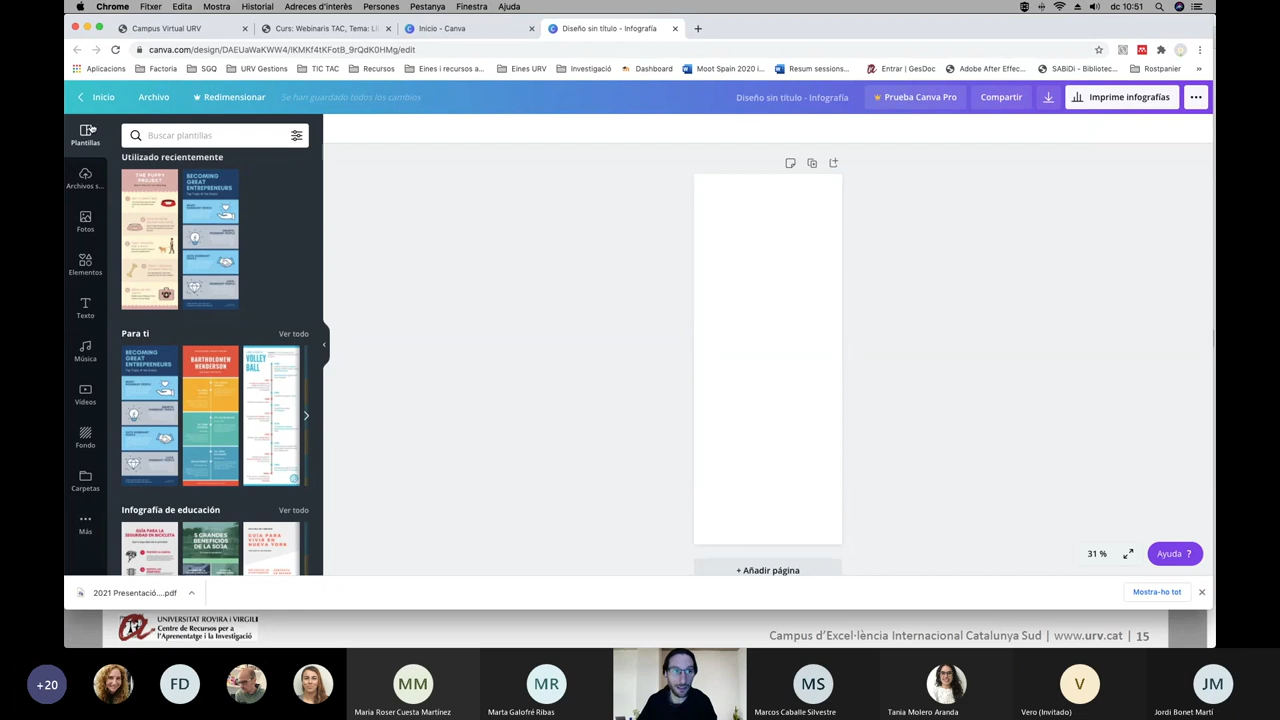 Chrome Fitxer Edita Mostra Historial Adreces d'interès Persones Pestanya Finestra Ajuda dc 10:51
Campus Virtual URV Curs: Webinaris TAC, Tema: Li Inicio - Canva Diseño sin título - Infografía
canva.com/design/DAEUaWaKWW4/IKMKf4tKFotB_9rQdK0HMg/edit
Aplicacions Factoria SGQ URV Gestions TIC TAC Recursos Eines i recursos a... Eines URV Investigació Dashboard Moot Spain 2020 i... Resum sessions... Entrar | GesDoc Adobe After Effec... SABiDi - Bibliotec... Rostpanier »
Inicio Archivo Redimensionar Se han guardado todos los cambios Diseño sin título - Infografía Prueba Canva Pro Compartir Imprime infografías
Plantillas
Archivos s...
Fotos
Elementos
Texto
Música
Vídeos
Fondo
Carpetas
Más
Buscar plantillas
Utilizado recientemente
THE PUPPY
PROJECT
BECOMING
GREAT
ENTREPRENEURS
Para ti Ver todo
BECOMING
GREAT
ENTREPRENEURS
BARTHOLOMEW
HENDERSON
VOLLEY
BALL
Infografía de educación Ver todo
GUÍA PARA LA
SEGURIDAD EN BICICLETA
5 GRANDES
BENEFICIOS
DE LA SOJA
GUÍA PARA
VIVIR EN
NUEVA YORK
31 %
Ayuda ?
+ Añadir página
2021 Presentació....pdf Mostra-ho tot
UNIVERSITAT ROVIRA i VIRGILI
Centre de Recursos per a
l'Aprenentatge i la Investigació
Campus d'Excel·lència Internacional Catalunya Sud | www.urv.cat | 15
+20 FD MM MR MS V JM
Maria Roser Cuesta Martínez Marta Galofré Ribas Marcos Caballe Silvestre Tania Molero Aranda Vero (Invitado) Jordi Bonet Martí